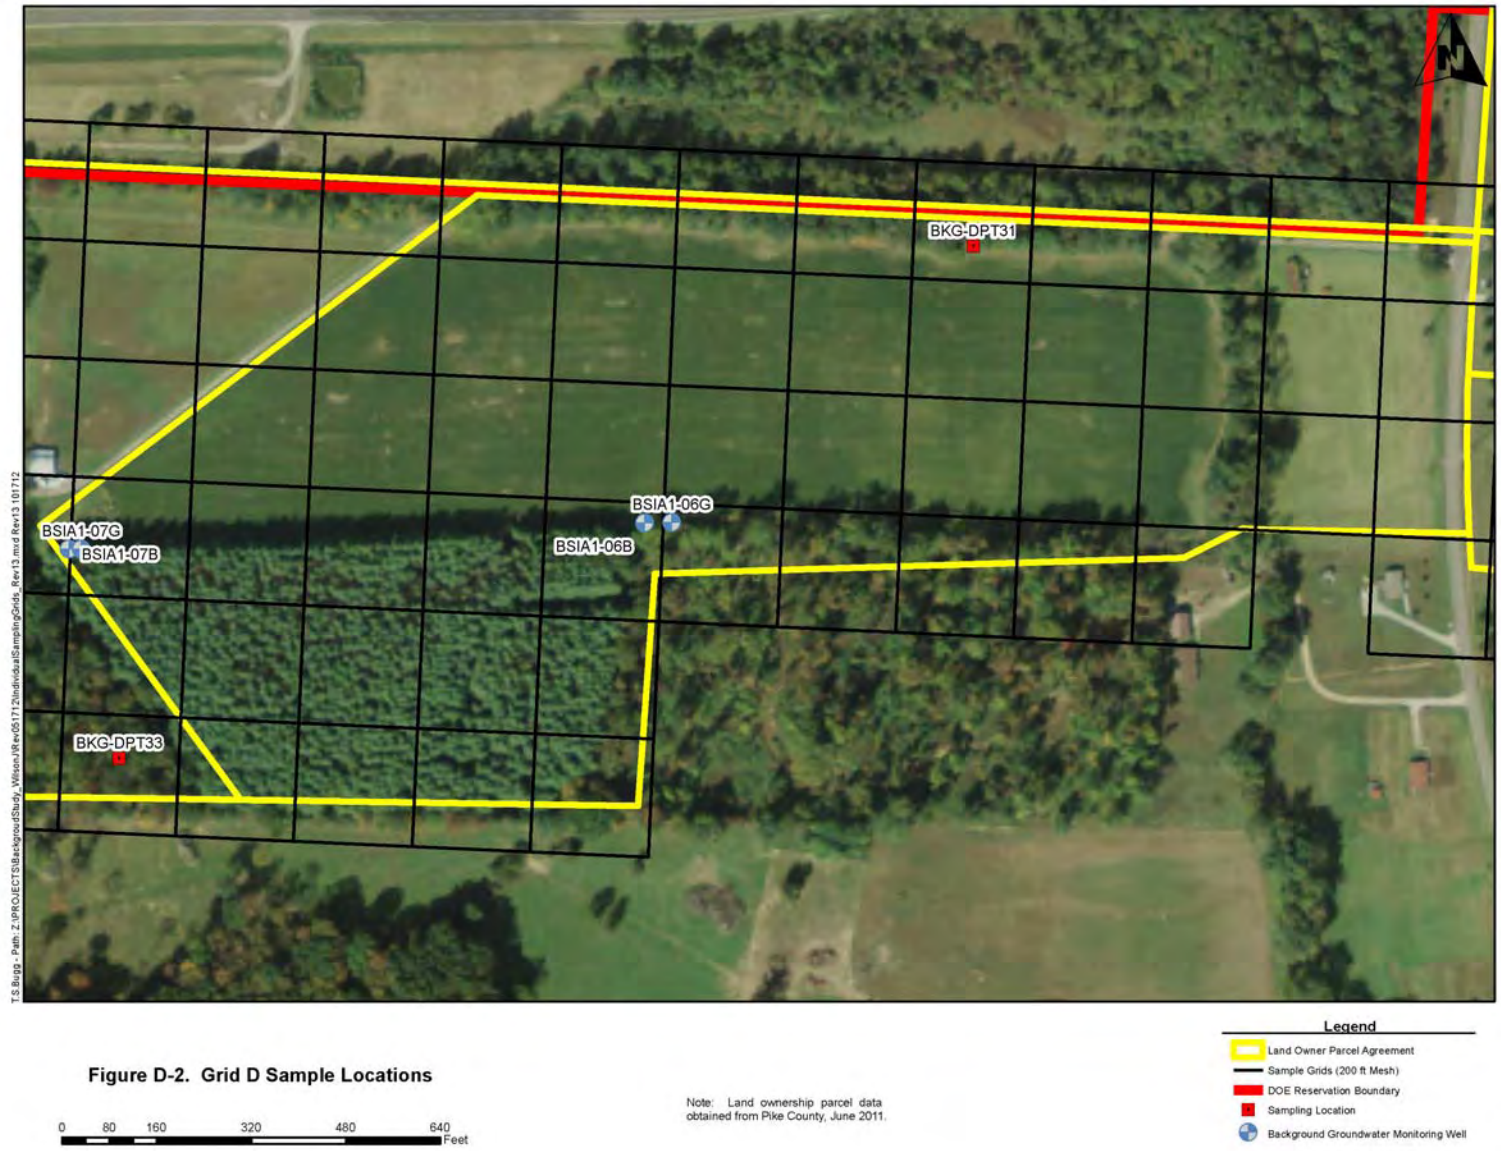 N
BKG-DPT31
BSIA1-06G
BSIA1-07G
BSIA1-06B
BSIA1-07B
BKG-DPT33
T.S.Bugg - Path: Z:\PROJECTS\BackgroudStudy_WilsonJ\Rev051712\IndividualSamplingGrids_Rev13.mxd Rev13 101712
Legend
Land Owner Parcel Agreement
Sample Grids (200 ft Mesh)
DOE Reservation Boundary
Sampling Location
Background Groundwater Monitoring Well
Figure D-2. Grid D Sample Locations
Note: Land ownership parcel data
obtained from Pike County, June 2011.
0 80 160 320 480 640
Feet